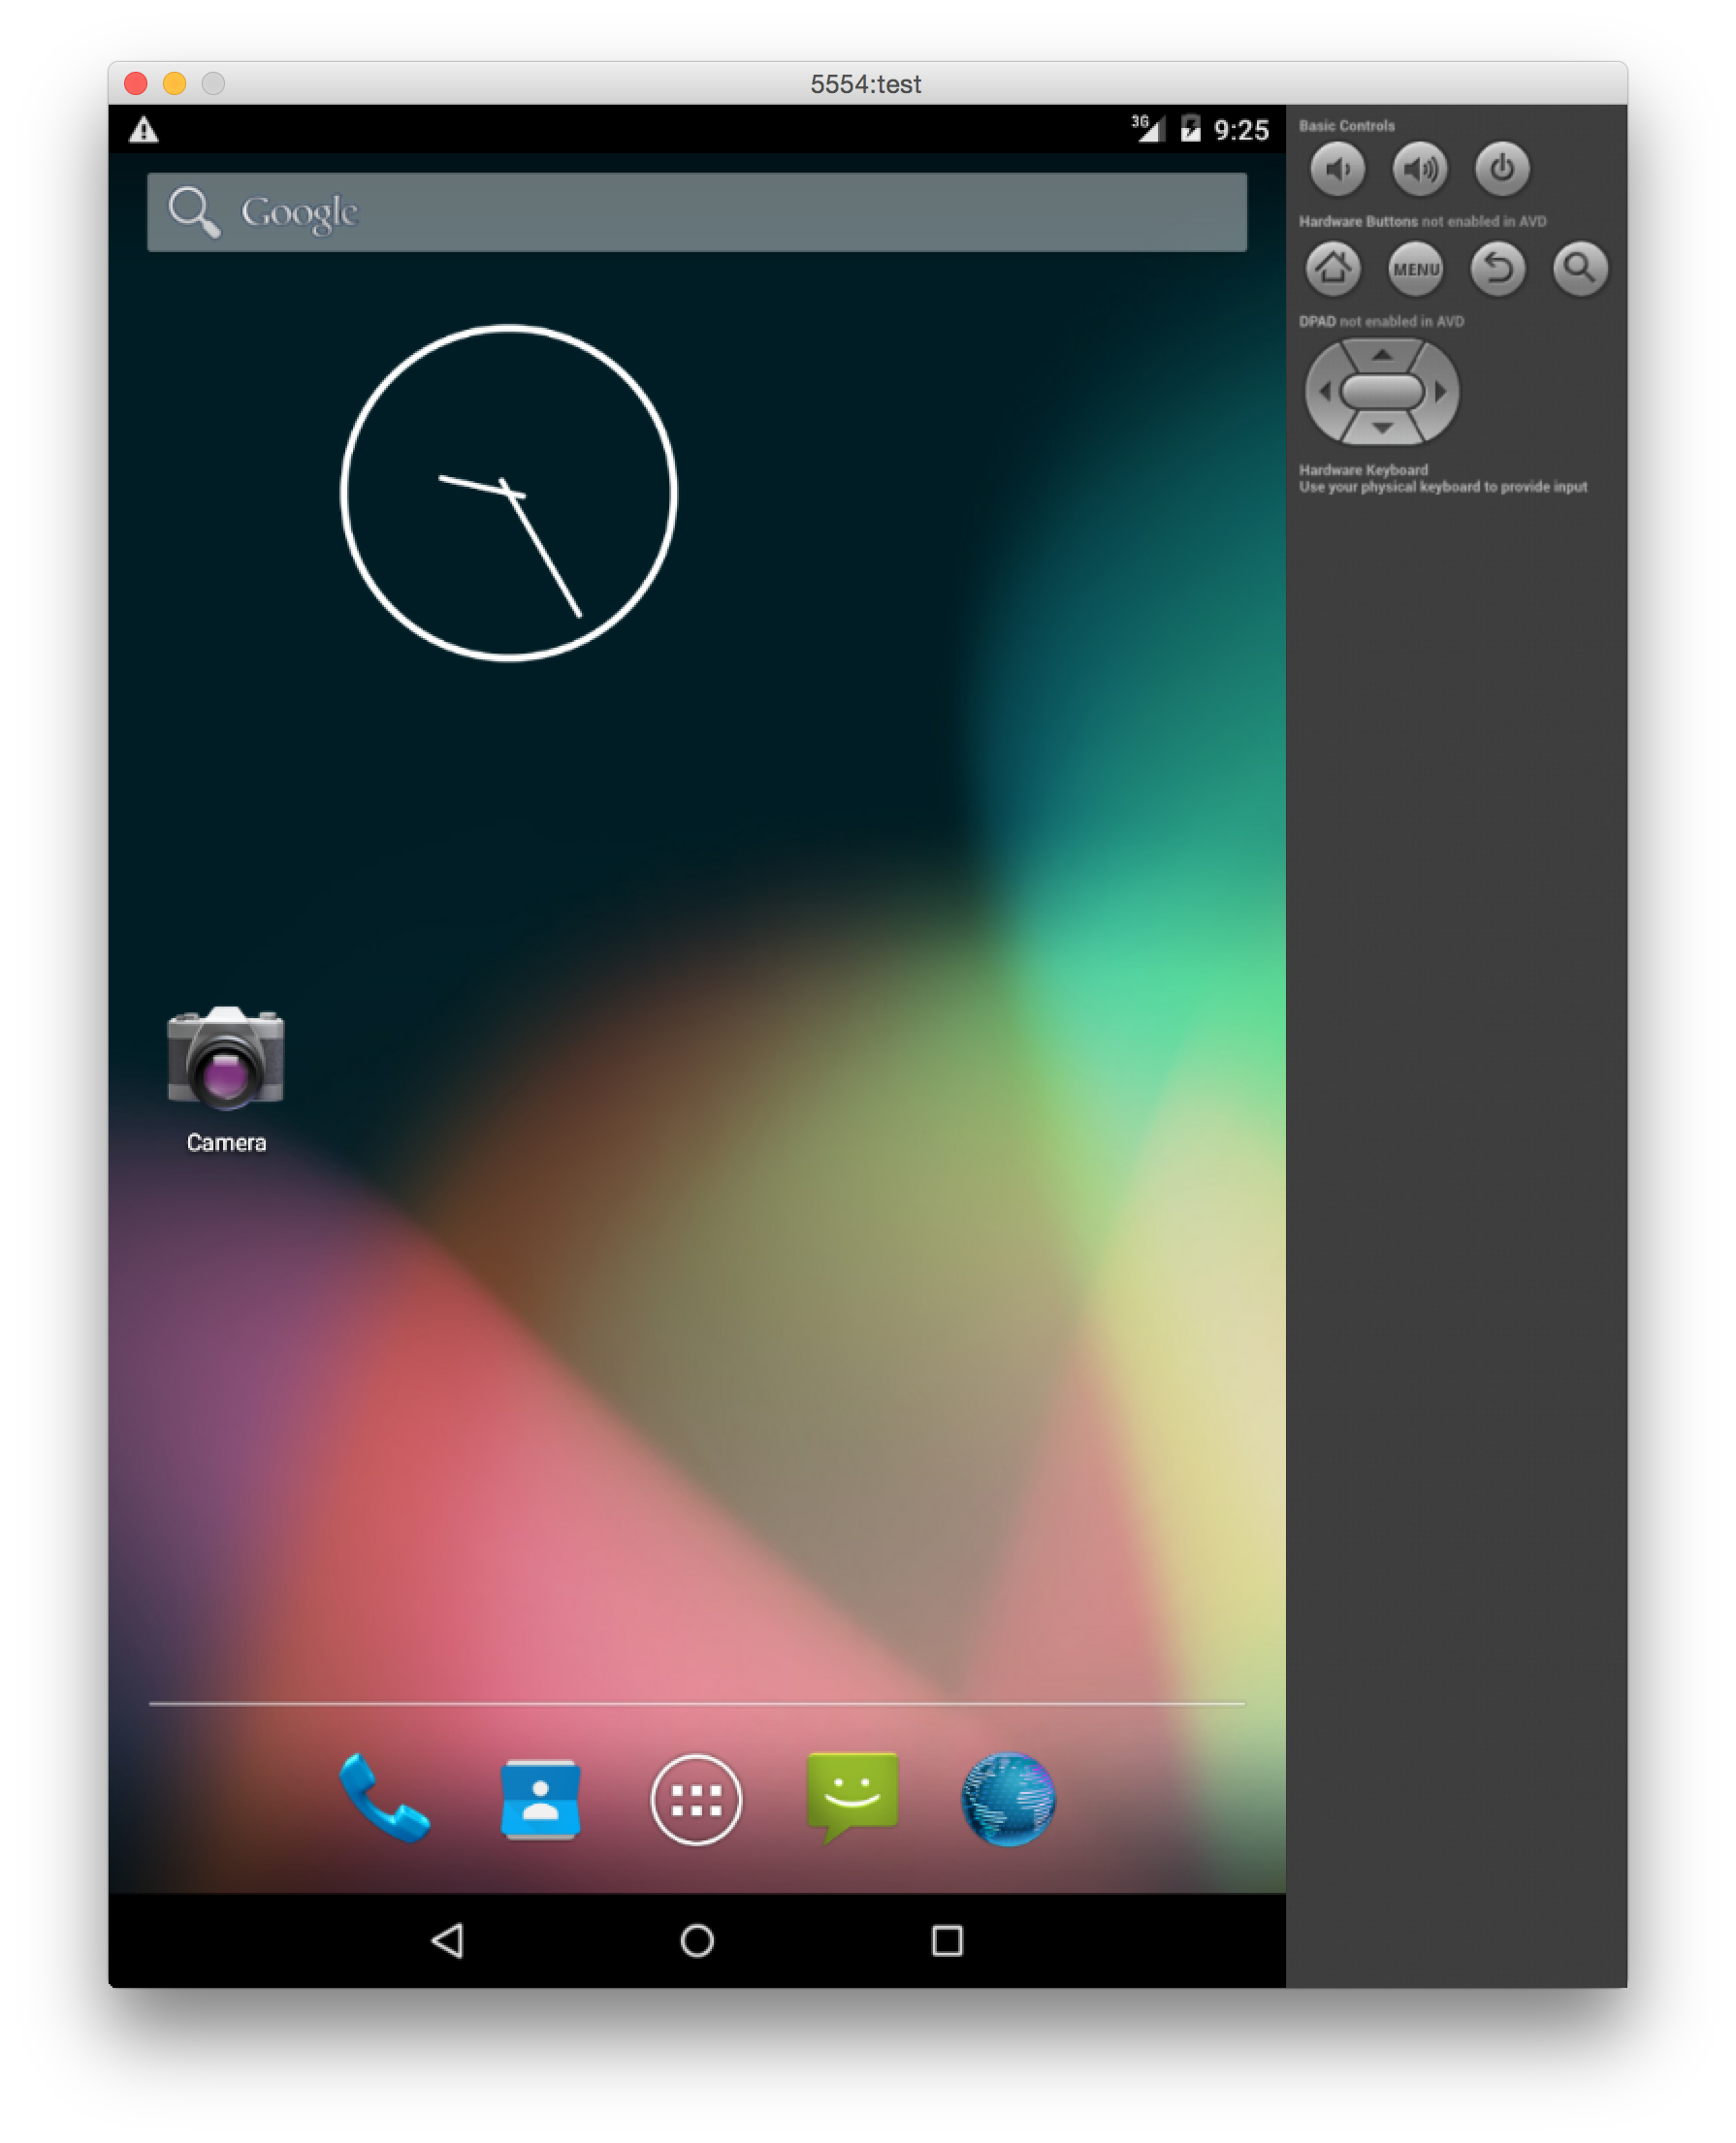 5554:test
3G 9:25
Google
Camera
Basic Controls
Hardware Buttons not enabled in AVD
MENU
DPAD not enabled in AVD
Hardware Keyboard
Use your physical keyboard to provide input